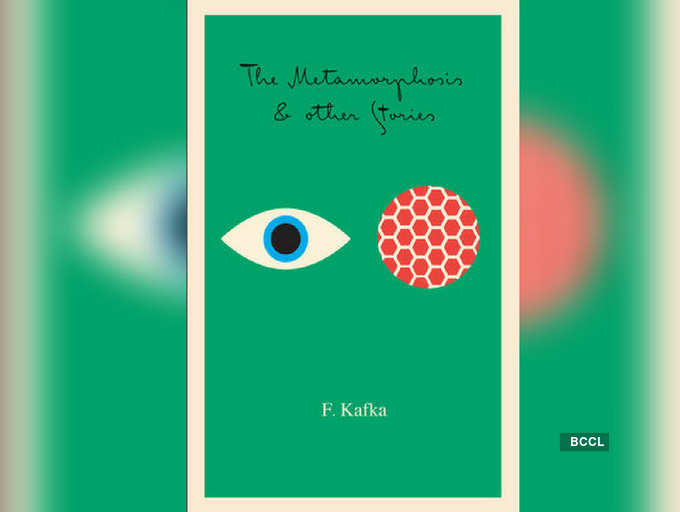 The Metamorphosis
& other Stories
F. Kafka
BCCL